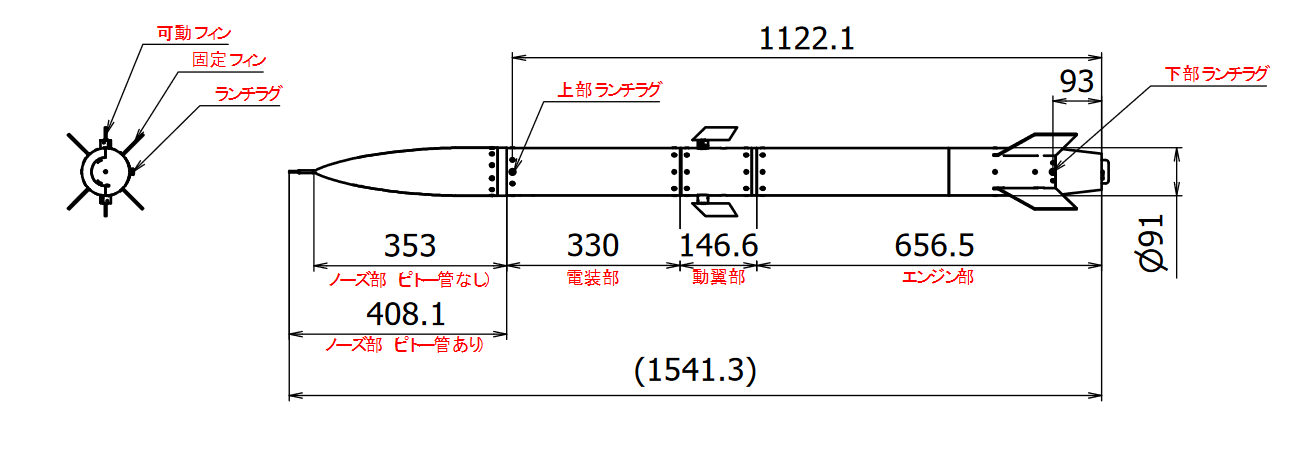 可動フィン
固定フィン
ランチラグ
1122.1
上部ランチラグ
93
下部ランチラグ
353
ノーズ部 ピトー管なし)
330
電装部
146.6
動翼部
656.5
エンジン部
Ø91
408.1
ノーズ部 ピトー管あり)
(1541.3)